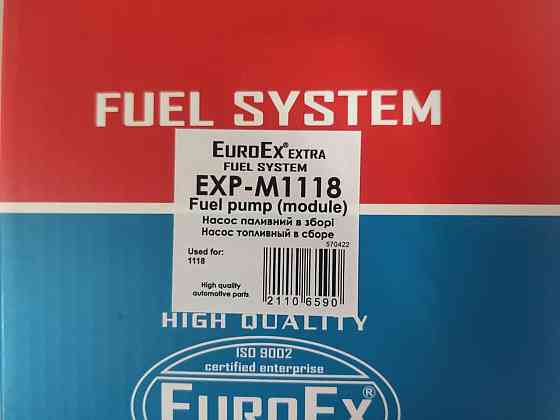 FUEL SYSTEM
EUROEX® EXTRA
FUEL SYSTEM
EXP-M1118
Fuel pump (module)
Насос паливний в зборі
Насос топливный в сборе
570422
Used for:
1118
High quality
automotive parts
2110 6590
HIGH QUALITY
ISO 9002
certified enterprise
EUROEX®